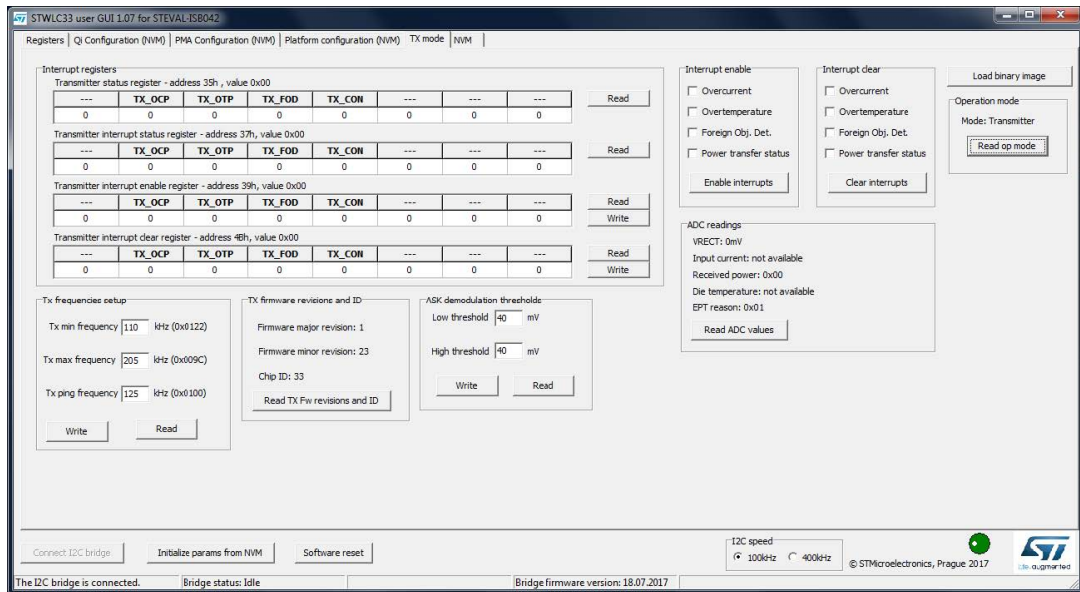 STWLC33 user GUI 1.07 for STEVAL-ISB042
Registers Qi Configuration (NVM) PMA Configuration (NVM) Platform configuration (NVM) TX mode NVM
Interrupt registers
Transmitter status register - address 35h , value 0x00
--- TX_OCP TX_OTP TX_FOD TX_CON --- --- ---
0 0 0 0 0 0 0 0
Read
Transmitter interrupt status register - address 37h, value 0x00
--- TX_OCP TX_OTP TX_FOD TX_CON --- --- ---
0 0 0 0 0 0 0 0
Read
Transmitter interrupt enable register - address 39h, value 0x00
--- TX_OCP TX_OTP TX_FOD TX_CON --- --- ---
0 0 0 0 0 0 0 0
Read
Write
Transmitter interrupt clear register - address 4Bh, value 0x00
--- TX_OCP TX_OTP TX_FOD TX_CON --- --- ---
0 0 0 0 0 0 0 0
Read
Write
Interrupt enable
Overcurrent
Overtemperature
Foreign Obj. Det.
Power transfer status
Enable interrupts
Interrupt clear
Overcurrent
Overtemperature
Foreign Obj. Det.
Power transfer status
Clear interrupts
Load binary image
Operation mode
Mode: Transmitter
Read op mode
ADC readings
VRECT: 0mV
Input current: not available
Received power: 0x00
Die temperature: not available
EPT reason: 0x01
Read ADC values
Tx frequencies setup
Tx min frequency 110 kHz (0x0122)
Tx max frequency 205 kHz (0x009C)
Tx ping frequency 125 kHz (0x0100)
Write Read
TX firmware revisions and ID
Firmware major revision: 1
Firmware minor revision: 23
Chip ID: 33
Read TX Fw revisions and ID
ASK demodulation thresholds
Low threshold 40 mV
High threshold 40 mV
Write Read
Connect I2C bridge Initialize params from NVM Software reset
I2C speed
100kHz 400kHz
© STMicroelectronics, Prague 2017
ST
life.augmented
The I2C bridge is connected. Bridge status: Idle Bridge firmware version: 18.07.2017